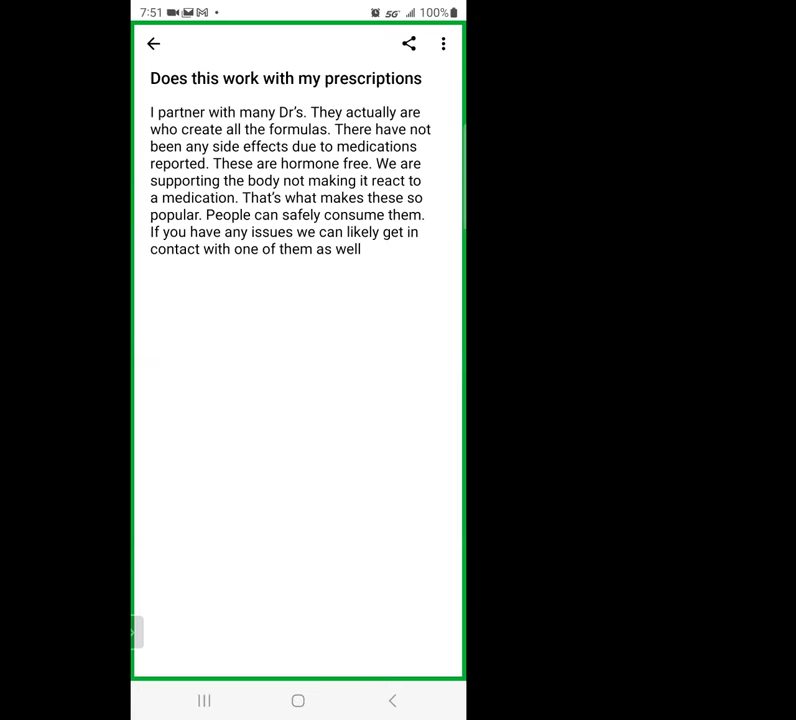 7:51
5G 100%
Does this work with my prescriptions
I partner with many Dr's. They actually are
who create all the formulas. There have not
been any side effects due to medications
reported. These are hormone free. We are
supporting the body not making it react to
a medication. That's what makes these so
popular. People can safely consume them.
If you have any issues we can likely get in
contact with one of them as well